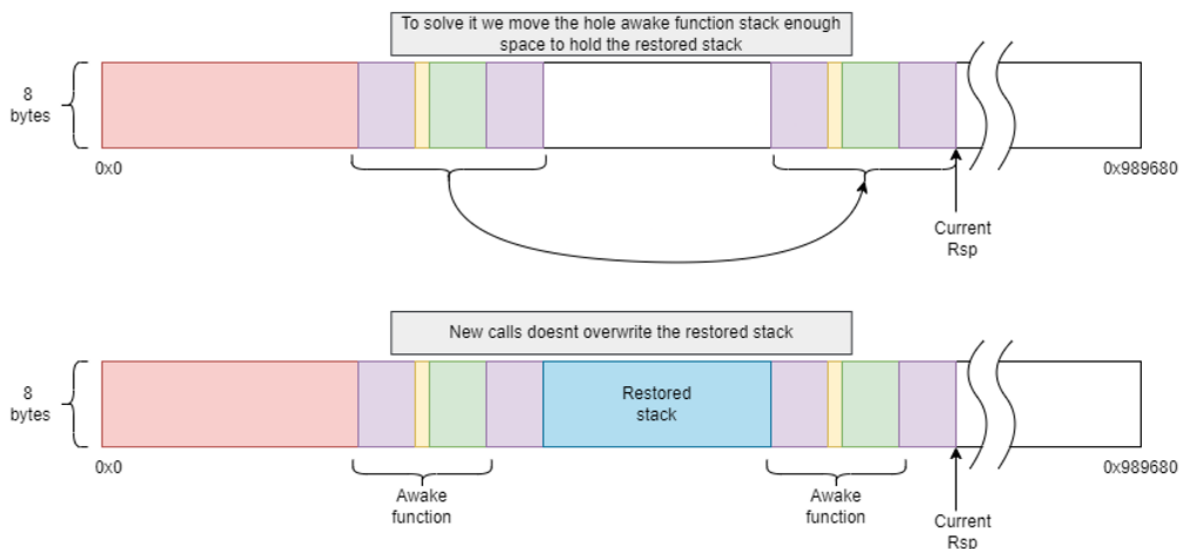 To solve it we move the hole awake function stack enough
space to hold the restored stack
8
bytes
0x0
0x989680
Current
Rsp
New calls doesnt overwrite the restored stack
8
bytes
Restored
stack
0x0
0x989680
Awake
function
Awake
function
Current
Rsp